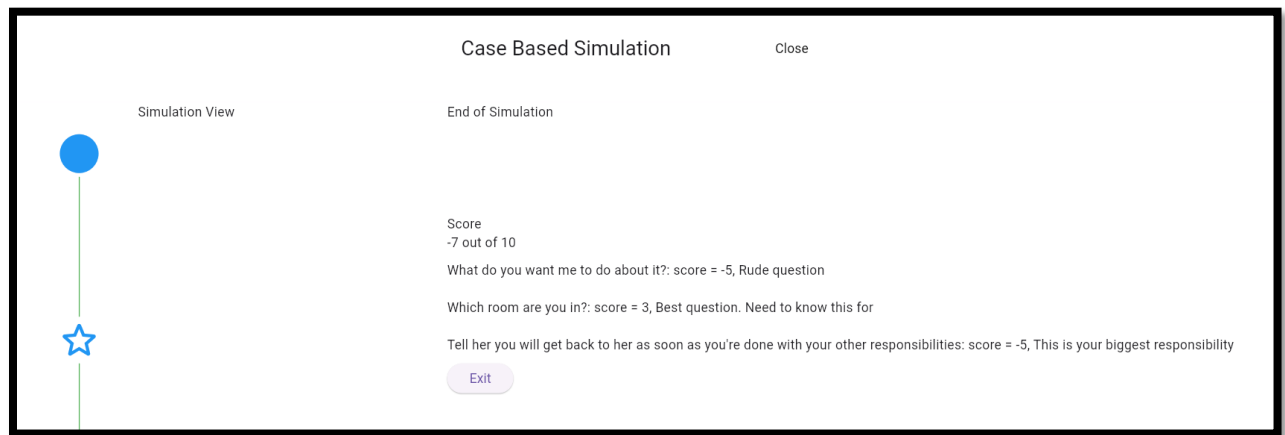 Case Based Simulation
Close
Simulation View
End of Simulation
Score
-7 out of 10
What do you want me to do about it?: score = -5, Rude question
Which room are you in?: score = 3, Best question. Need to know this for
Tell her you will get back to her as soon as you're done with your other responsibilities: score = -5, This is your biggest responsibility
Exit